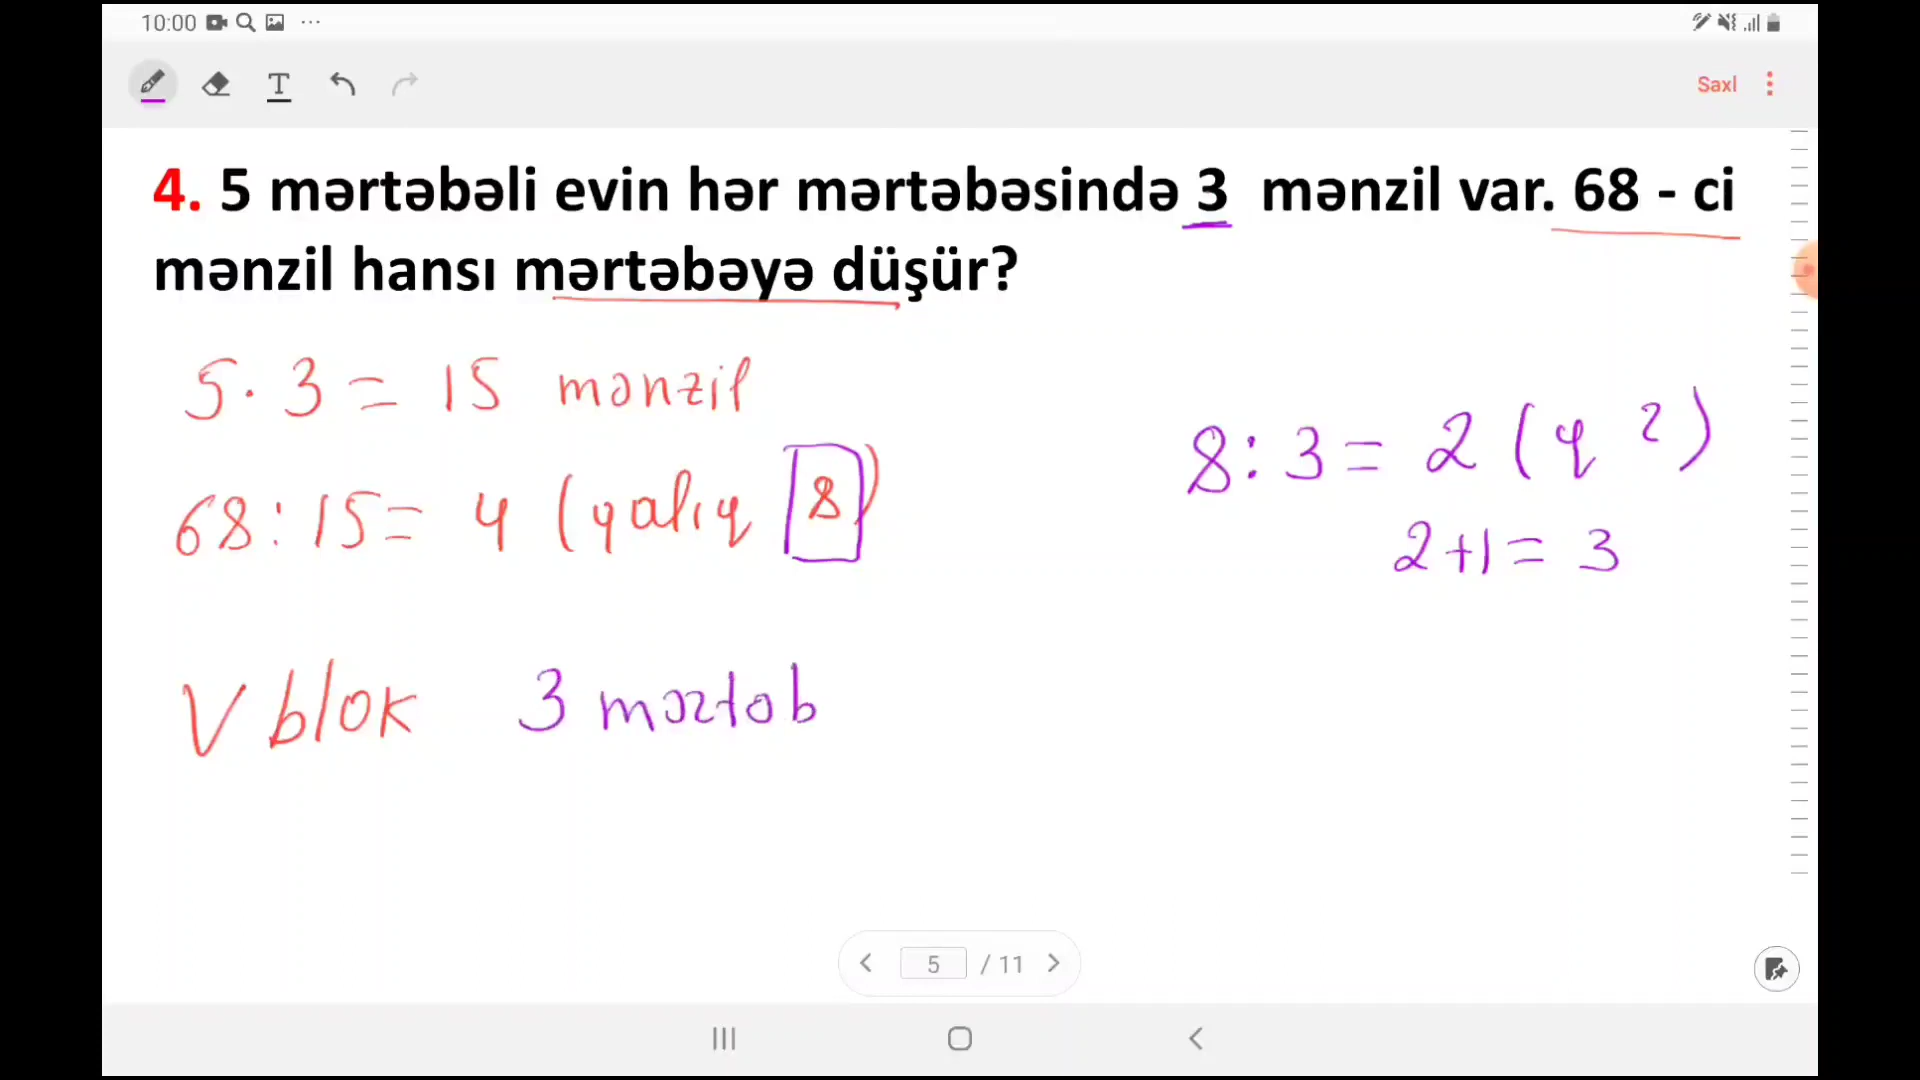 10:00
Saxl
4. 5 mərtəbəli evin hər mərtəbəsində 3 mənzil var. 68 - ci
mənzil hansı mərtəbəyə düşür?
5 · 3 = 15 mənzil
68 : 15 = 4 (qalıq 8)
8 : 3 = 2 (q 2)
2+1 = 3
V blok 3 mərtəb
5 / 11